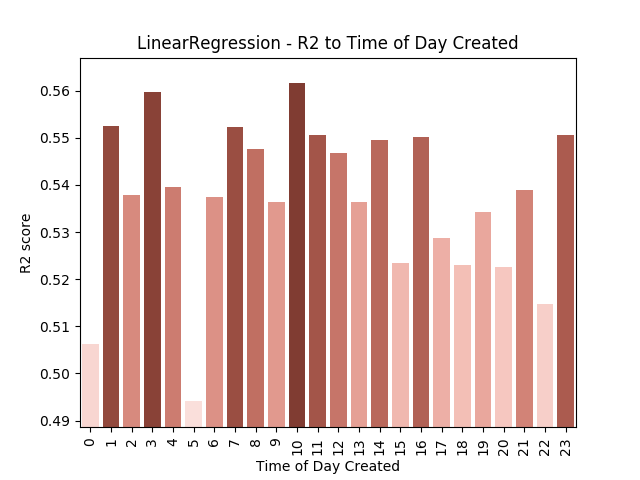 LinearRegression - R2 to Time of Day Created
R2 score
0.56
0.55
0.54
0.53
0.52
0.51
0.50
0.49
0 1 2 3 4 5 6 7 8 9 10 11 12 13 14 15 16 17 18 19 20 21 22 23
Time of Day Created